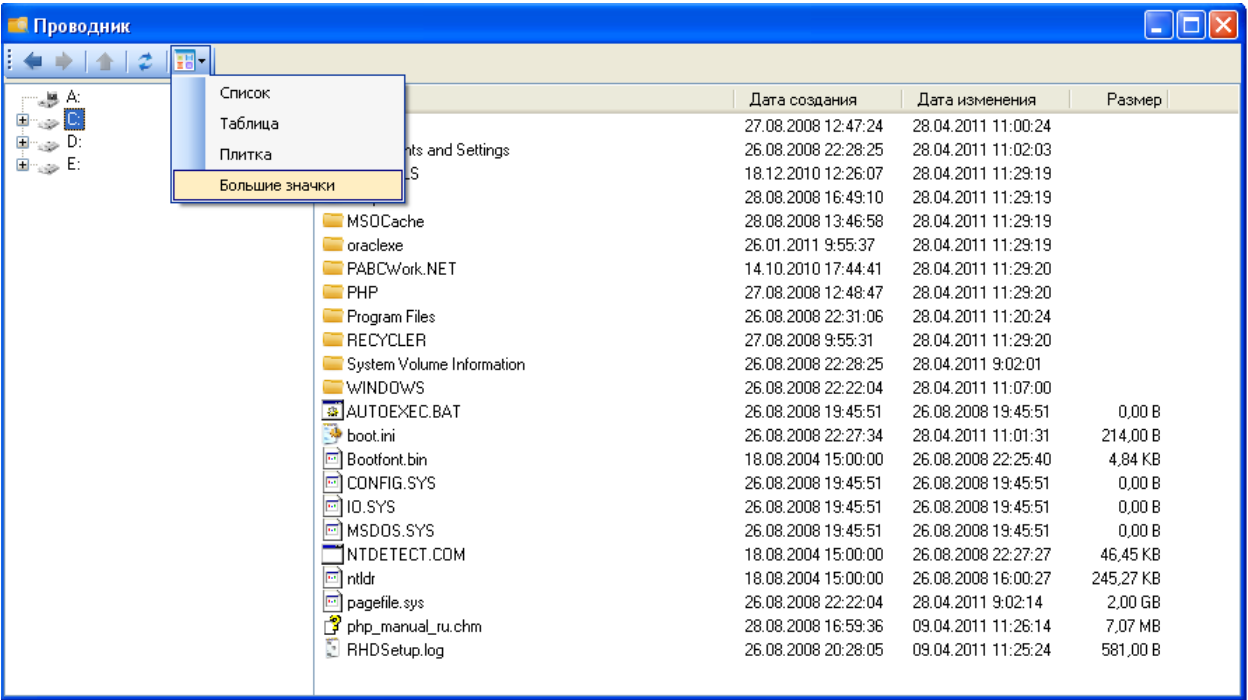 Проводник
A:
C:
D:
E:
Список
Таблица
Плитка
Большие значки
Дата создания Дата изменения Размер
27.08.2008 12:47:24 28.04.2011 11:00:24
and Settings 26.08.2008 22:28:25 28.04.2011 11:02:03
18.12.2010 12:26:07 28.04.2011 11:29:19
28.08.2008 16:49:10 28.04.2011 11:29:19
MSOCache 28.08.2008 13:46:58 28.04.2011 11:29:19
oraclexe 26.01.2011 9:55:37 28.04.2011 11:29:19
PABCWork.NET 14.10.2010 17:44:41 28.04.2011 11:29:20
PHP 27.08.2008 12:48:47 28.04.2011 11:29:20
Program Files 26.08.2008 22:31:06 28.04.2011 11:20:24
RECYCLER 27.08.2008 9:55:31 28.04.2011 11:29:20
System Volume Information 26.08.2008 22:28:25 28.04.2011 9:02:01
WINDOWS 26.08.2008 22:22:04 28.04.2011 11:07:00
AUTOEXEC.BAT 26.08.2008 19:45:51 26.08.2008 19:45:51 0,00 B
boot.ini 26.08.2008 22:27:34 28.04.2011 11:01:31 214,00 B
Bootfont.bin 18.08.2004 15:00:00 26.08.2008 22:25:40 4,84 KB
CONFIG.SYS 26.08.2008 19:45:51 26.08.2008 19:45:51 0,00 B
IO.SYS 26.08.2008 19:45:51 26.08.2008 19:45:51 0,00 B
MSDOS.SYS 26.08.2008 19:45:51 26.08.2008 19:45:51 0,00 B
NTDETECT.COM 18.08.2004 15:00:00 26.08.2008 22:27:27 46,45 KB
ntldr 18.08.2004 15:00:00 26.08.2008 16:00:27 245,27 KB
pagefile.sys 26.08.2008 22:22:04 28.04.2011 9:02:14 2,00 GB
php_manual_ru.chm 28.08.2008 16:59:36 09.04.2011 11:26:14 7,07 MB
RHDSetup.log 26.08.2008 20:28:05 09.04.2011 11:25:24 581,00 B